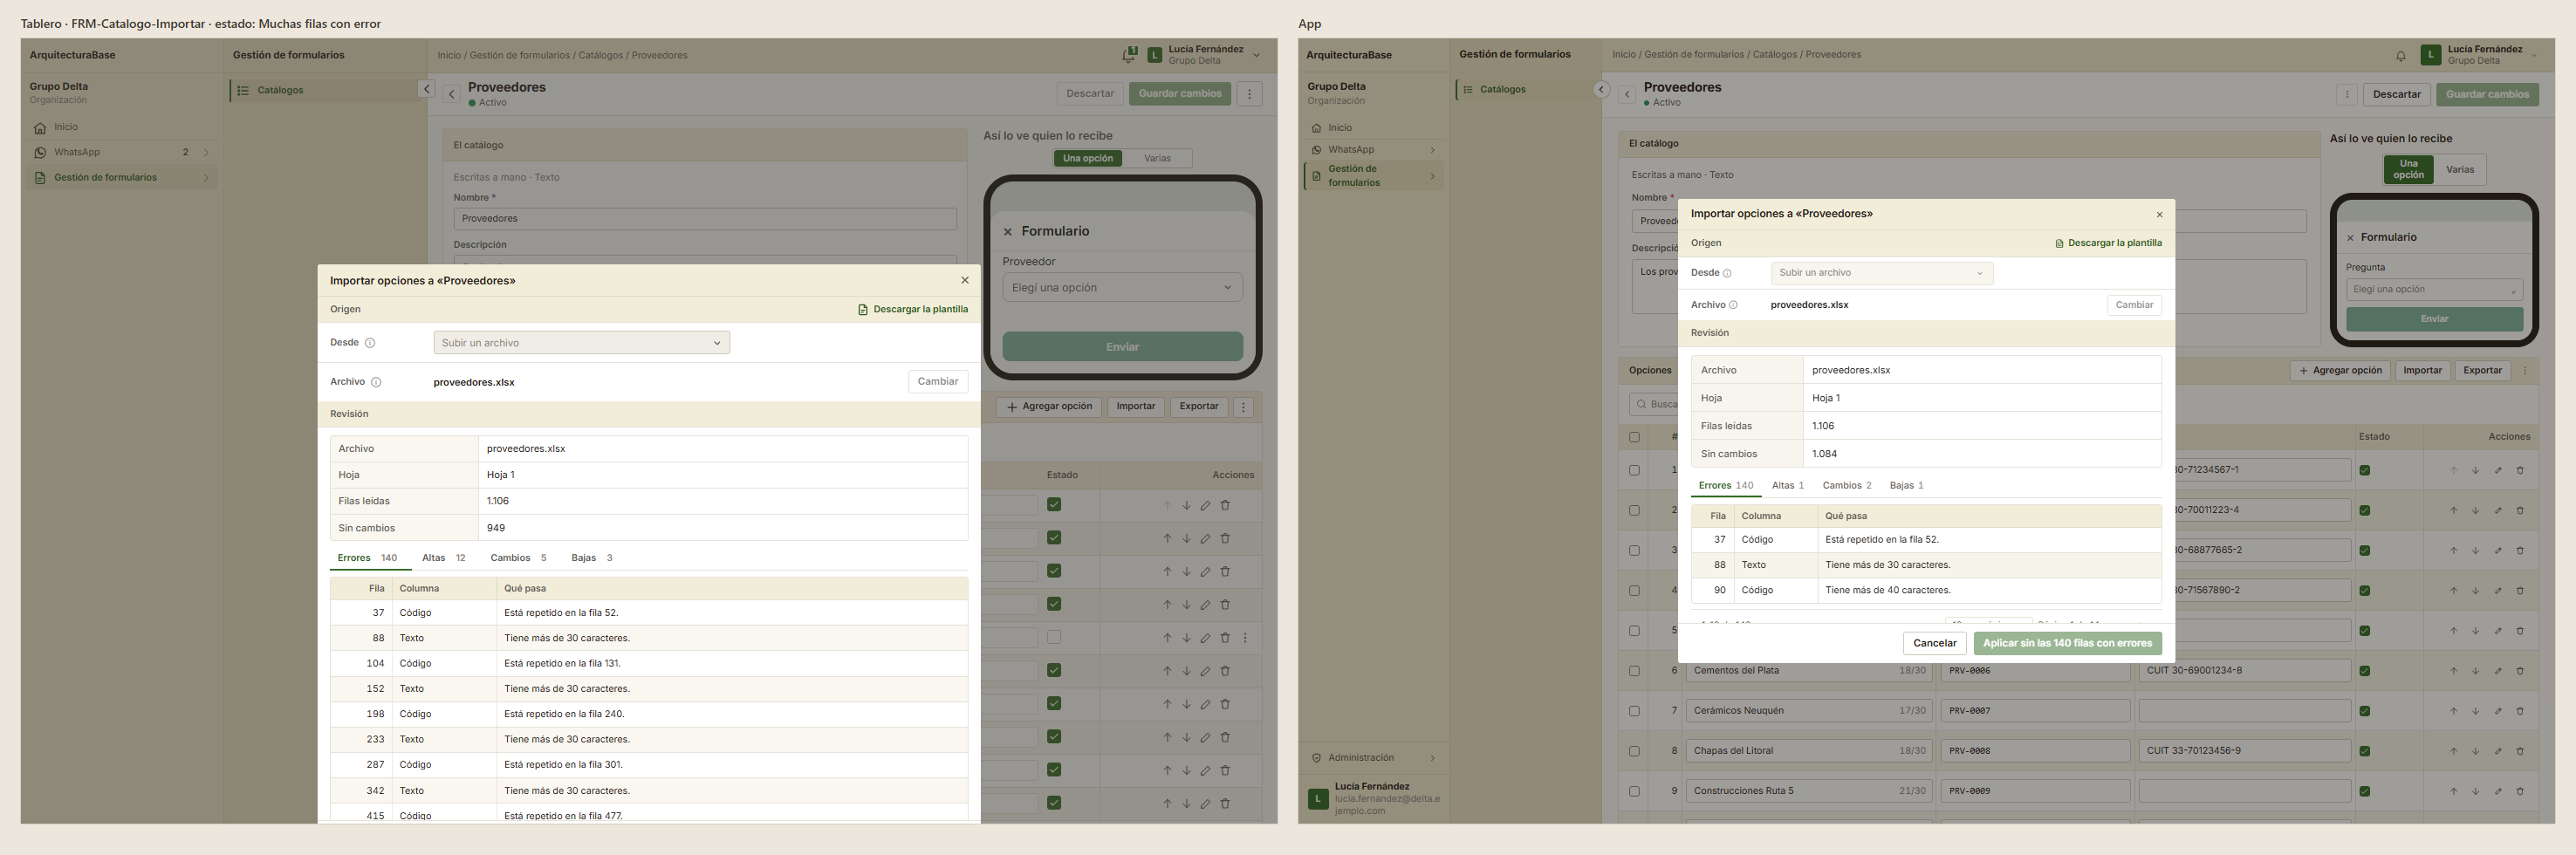 Tablero · FRM-Catalogo-Importar · estado: Muchas filas con error
ArquitecturaBase
Gestión de formularios
Inicio / Gestión de formularios / Catálogos / Proveedores
1
L
Lucía Fernández
Grupo Delta
Grupo Delta
Organización
Inicio
WhatsApp 2
Gestión de formularios
Catálogos
Proveedores
Activo
Descartar
Guardar cambios
El catálogo
Escritas a mano · Texto
Nombre *
Proveedores
Descripción
Así lo ve quien lo recibe
Una opción
Varias
Formulario
Proveedor
Elegí una opción
Enviar
Agregar opción
Importar
Exportar
Estado
Acciones
Importar opciones a «Proveedores»
Origen
Descargar la plantilla
Desde
Subir un archivo
Archivo
proveedores.xlsx
Cambiar
Revisión
Archivo proveedores.xlsx
Hoja Hoja 1
Filas leídas 1.106
Sin cambios 949
Errores 140 Altas 12 Cambios 5 Bajas 3
Fila Columna Qué pasa
37 Código Está repetido en la fila 52.
88 Texto Tiene más de 30 caracteres.
104 Código Está repetido en la fila 131.
152 Texto Tiene más de 30 caracteres.
198 Código Está repetido en la fila 240.
233 Texto Tiene más de 30 caracteres.
287 Código Está repetido en la fila 301.
342 Texto Tiene más de 30 caracteres.
415 Código Está repetido en la fila 477.
App
ArquitecturaBase
Gestión de formularios
Inicio / Gestión de formularios / Catálogos / Proveedores
L
Lucía Fernández
Grupo Delta
Grupo Delta
Organización
Inicio
WhatsApp
Gestión de
formularios
Catálogos
Proveedores
Activo
Descartar
Guardar cambios
El catálogo
Escritas a mano · Texto
Nombre *
Proveed
Descripció
Los prov
Así lo ve quien lo recibe
Una
opción
Varias
Formulario
Pregunta
Elegí una opción
Enviar
Opciones
Agregar opción
Importar
Exportar
Busca
#
Estado
Acciones
1
30-71234567-1
2
30-70011223-4
3
30-68877665-2
4
30-71567890-2
5
6 Cementos del Plata 18/30 PRV-0006 CUIT 30-69001234-8
7 Cerámicos Neuquén 17/30 PRV-0007
8 Chapas del Litoral 18/30 PRV-0008 CUIT 33-70123456-9
9 Construcciones Ruta 5 21/30 PRV-0009
Importar opciones a «Proveedores»
Origen
Descargar la plantilla
Desde
Subir un archivo
Archivo
proveedores.xlsx
Cambiar
Revisión
Archivo proveedores.xlsx
Hoja Hoja 1
Filas leídas 1.106
Sin cambios 1.084
Errores 140 Altas 1 Cambios 2 Bajas 1
Fila Columna Qué pasa
37 Código Está repetido en la fila 52.
88 Texto Tiene más de 30 caracteres.
90 Código Tiene más de 40 caracteres.
Cancelar
Aplicar sin las 140 filas con errores
Administración
L
Lucía Fernández
lucia.fernandez@delta.e
jemplo.com